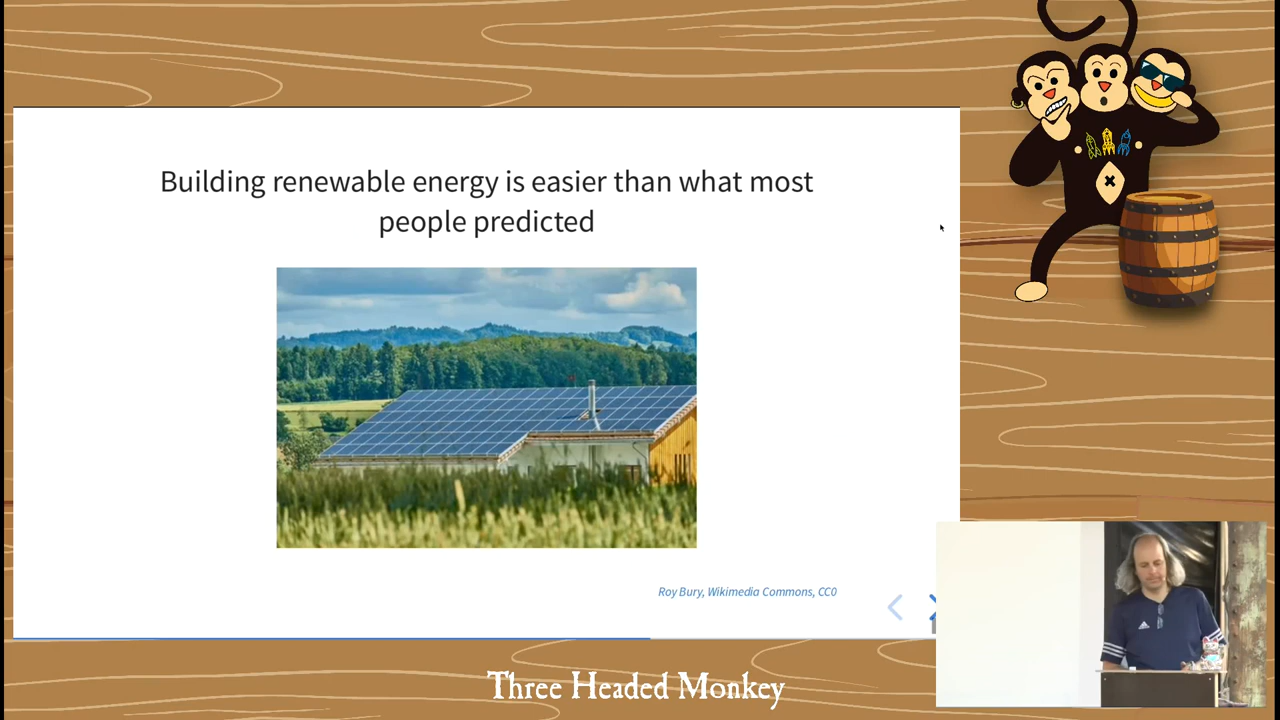 Building renewable energy is easier than what most
people predicted
Roy Bury, Wikimedia Commons, CC0
Three Headed Monkey